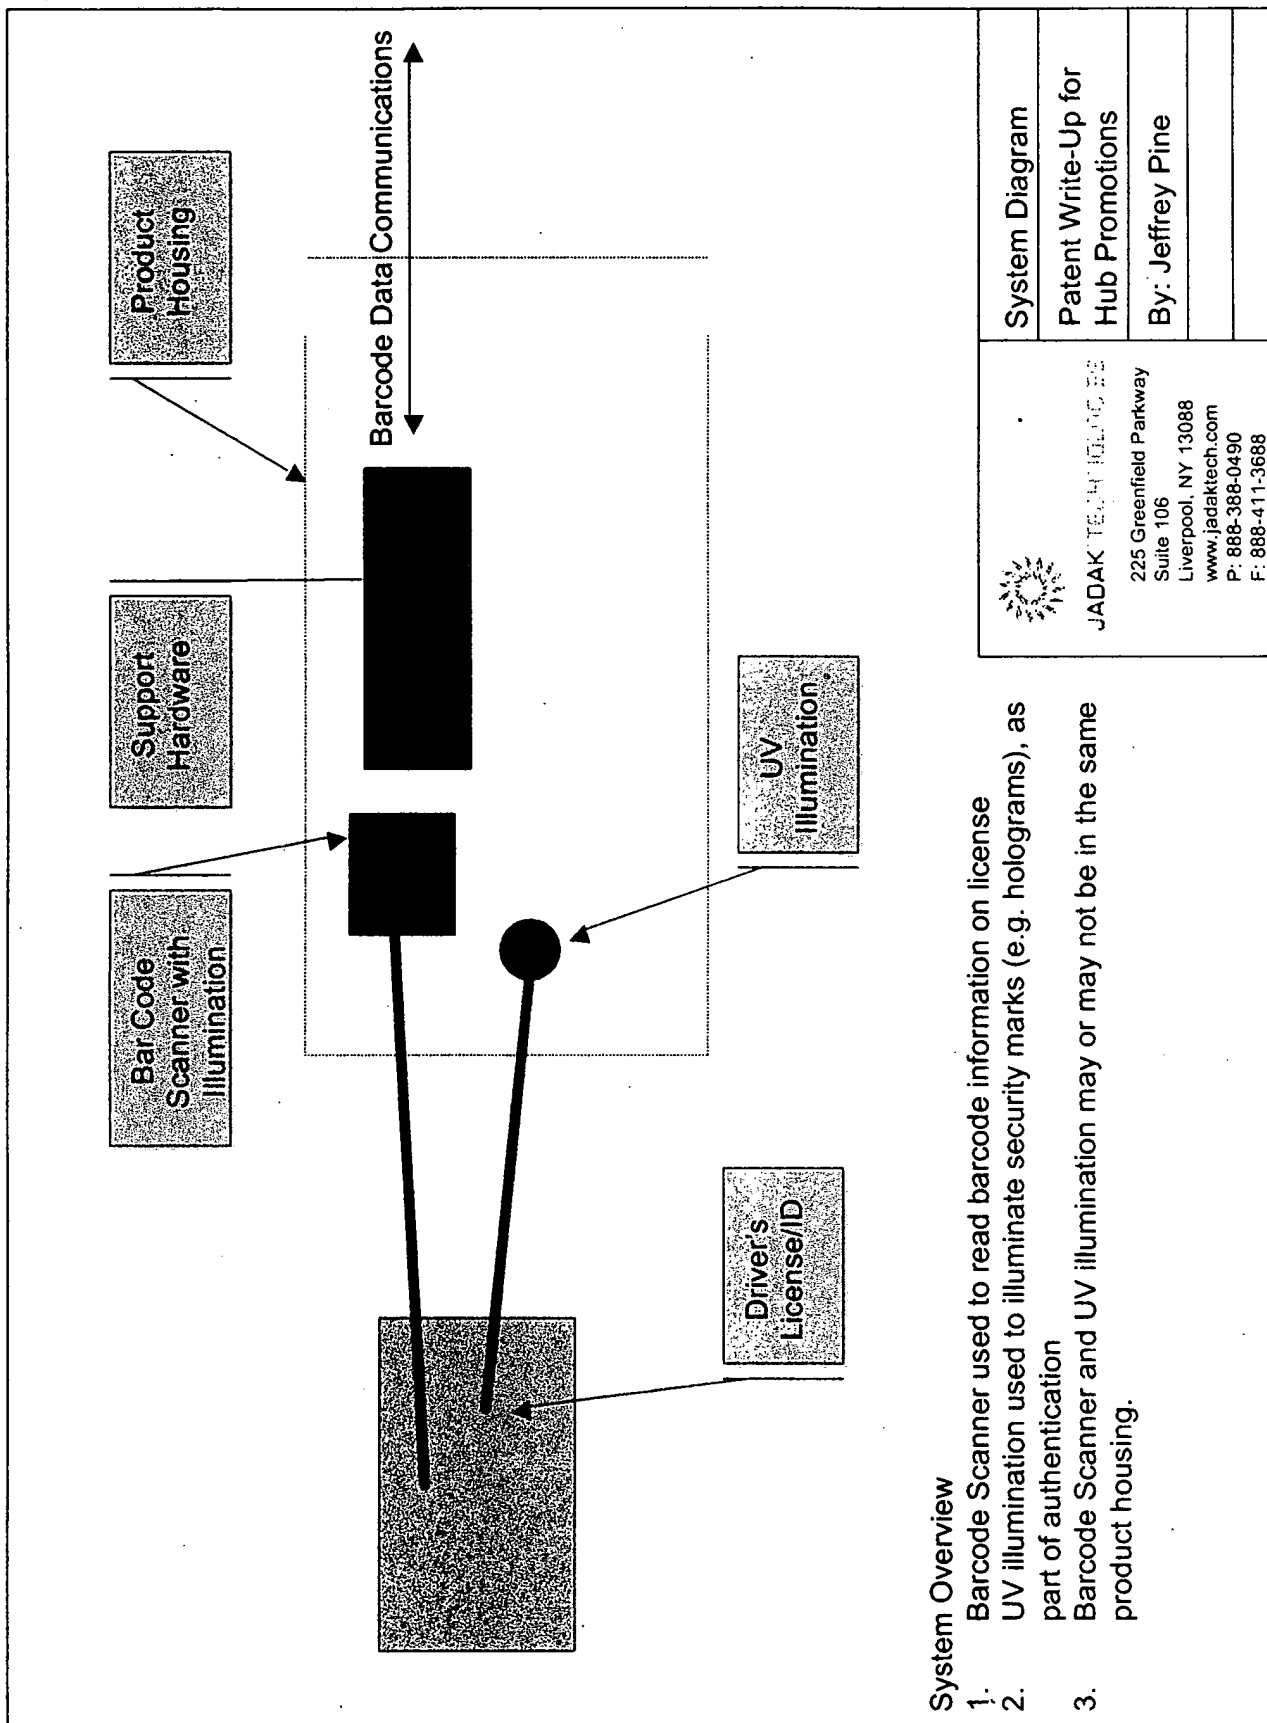 Bar Code
Scanner with
Illumination
Support
Hardware
Product
Housing
Barcode Data Communications
Driver's
License/ID
UV
Illumination
System Overview
1. Barcode Scanner used to read barcode information on license
2. UV illumination used to illuminate security marks (e.g. holograms), as
part of authentication
3. Barcode Scanner and UV illumination may or may not be in the same
product housing.
JADAK
225 Greenfield Parkway
Suite 106
Liverpool, NY 13088
www.jadaktech.com
P: 888-388-0490
F: 888-411-3688
System Diagram
Patent Write-Up for
Hub Promotions
By: Jeffrey Pine